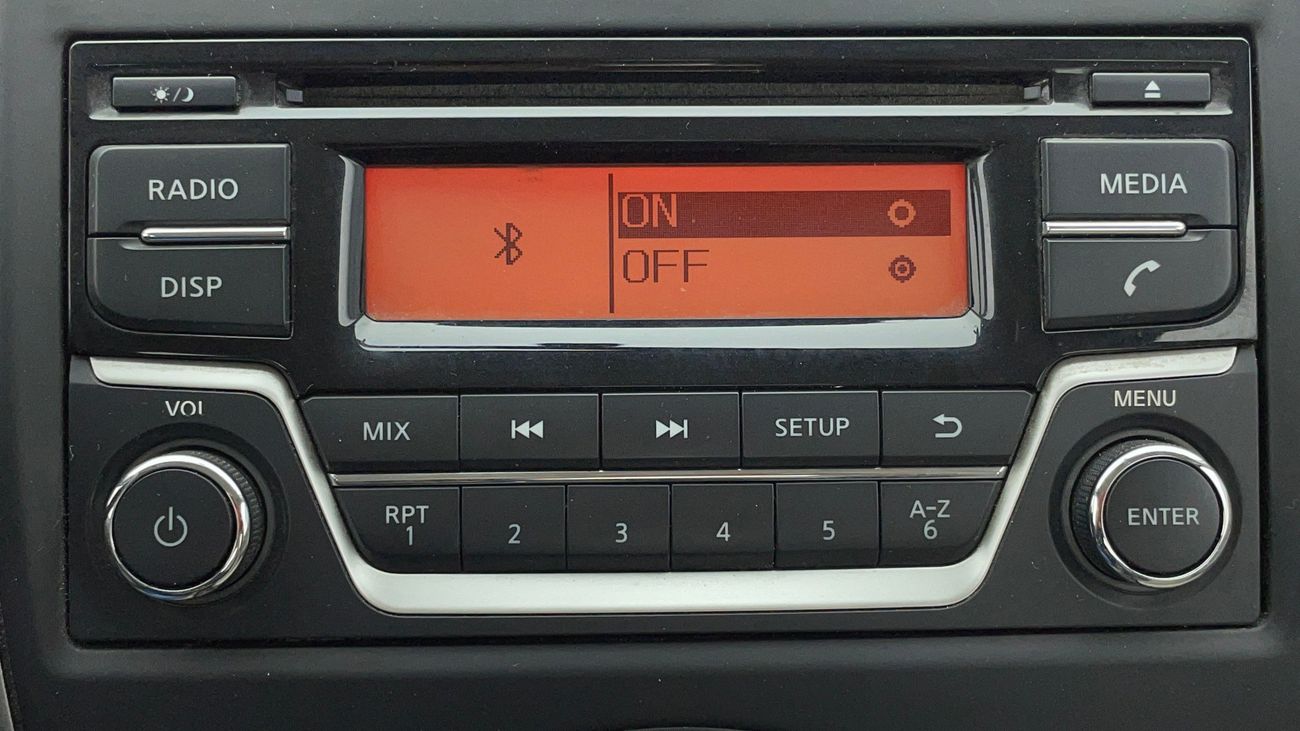 RADIO
DISP
ON
OFF
MEDIA
VOL
MENU
MIX
SETUP
RPT
1
2
3
4
5
A-Z
6
ENTER